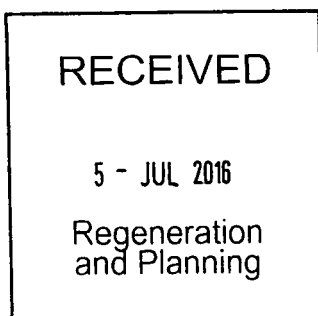 RECEIVED
5 - JUL 2016
Regeneration
and Planning